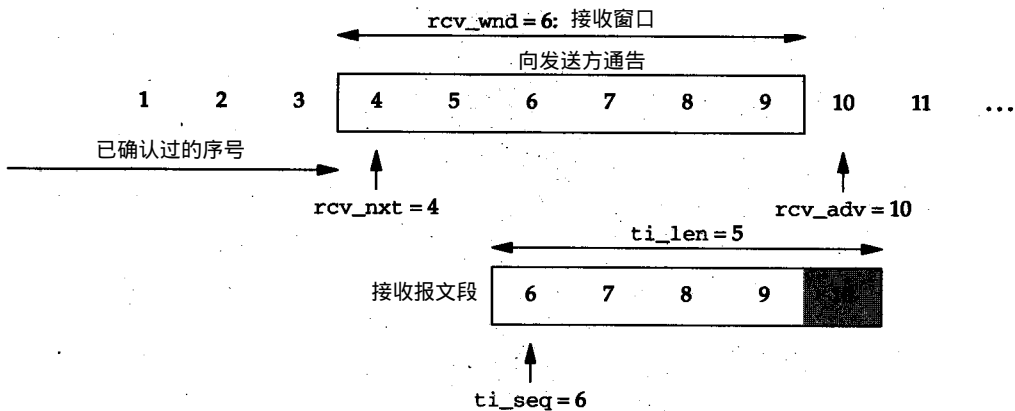 rcv_wnd = 6: 接收窗口
向发送方通告
1 2 3 4 5 6 7 8 9 10 11 ...
已确认过的序号
rcv_nxt = 4
rcv_adv = 10
ti_len = 5
接收报文段 6 7 8 9
ti_seq = 6